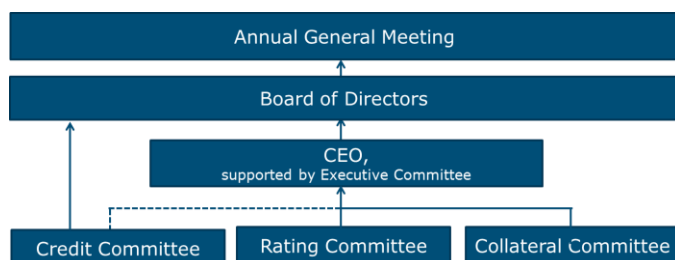 Annual General Meeting
Board of Directors
CEO,
supported by Executive Committee
Credit Committee
Rating Committee
Collateral Committee